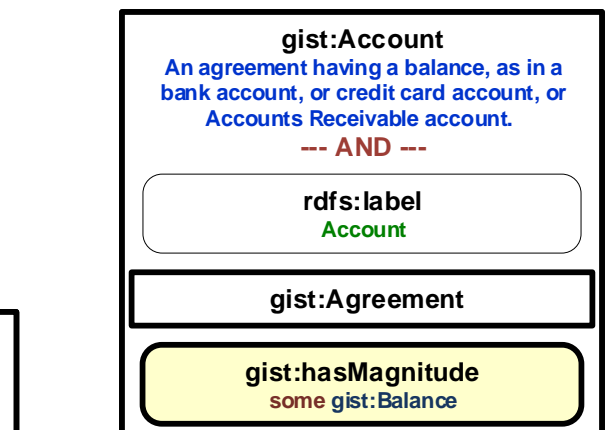 gist:Account
An agreement having a balance, as in a
bank account, or credit card account, or
Accounts Receivable account.
--- AND ---
rdfs:label
Account
gist:Agreement
gist:hasMagnitude
some gist:Balance